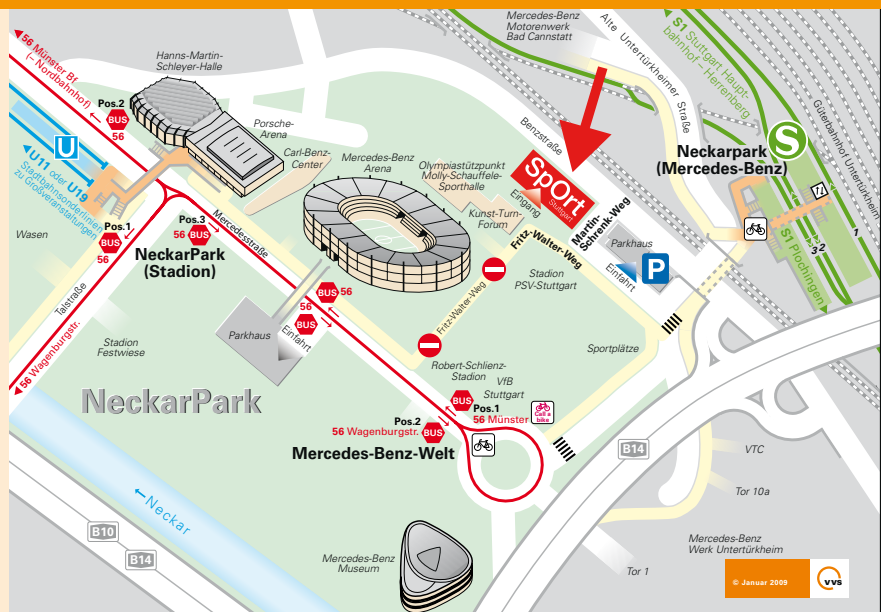 56 Münster Bf
(– Nordbahnhof)
Hanns-Martin-
Schleyer-Halle
Mercedes-Benz
Motorenwerk
Bad Cannstatt
Alte Untertürkheimer Straße
S1 Stuttgart Haupt-
bahnhof - Herrenberg
Güterbahnhof Untertürkheim
Pos.2
BUS
56
U
U11 oder U19
Stadtbahnsonderlinien
zu Großveranstaltungen
Porsche-
Arena
Carl-Benz-
Center
Mercedes-Benz
Arena
Olympiastützpunkt
Molly-Schauffele-
Sporthalle
Benzstraße
SpOrt
Stuttgart
Eingang
Kunst-Turn-
Forum
Neckarpark
(Mercedes-Benz)
S
Martin-
Schrenk-Weg
Fritz-Walter-Weg
Parkhaus
Einfahrt
P
1
2
3
S1 Plochingen
Wasen
Pos.1
BUS
56
Pos.3
56 BUS
Mercedesstraße
NeckarPark
(Stadion)
Talstraße
Stadion
PSV-Stuttgart
BUS 56
56
BUS
Fritz-Walter-Weg
Parkhaus
Einfahrt
Stadion
Festwiese
56 Wagenburgstr.
Sportplätze
Robert-Schlienz-
Stadion
VfB
Stuttgart
NeckarPark
BUS
Pos.1
56 Münster
Call a
bike
Pos.2
56 Wagenburgstr.
BUS
Mercedes-Benz-Welt
B14
VTC
Tor 10a
Neckar
B10
B14
Mercedes-Benz
Museum
Mercedes-Benz
Werk Untertürkheim
Tor 1
© Januar 2009
vvs